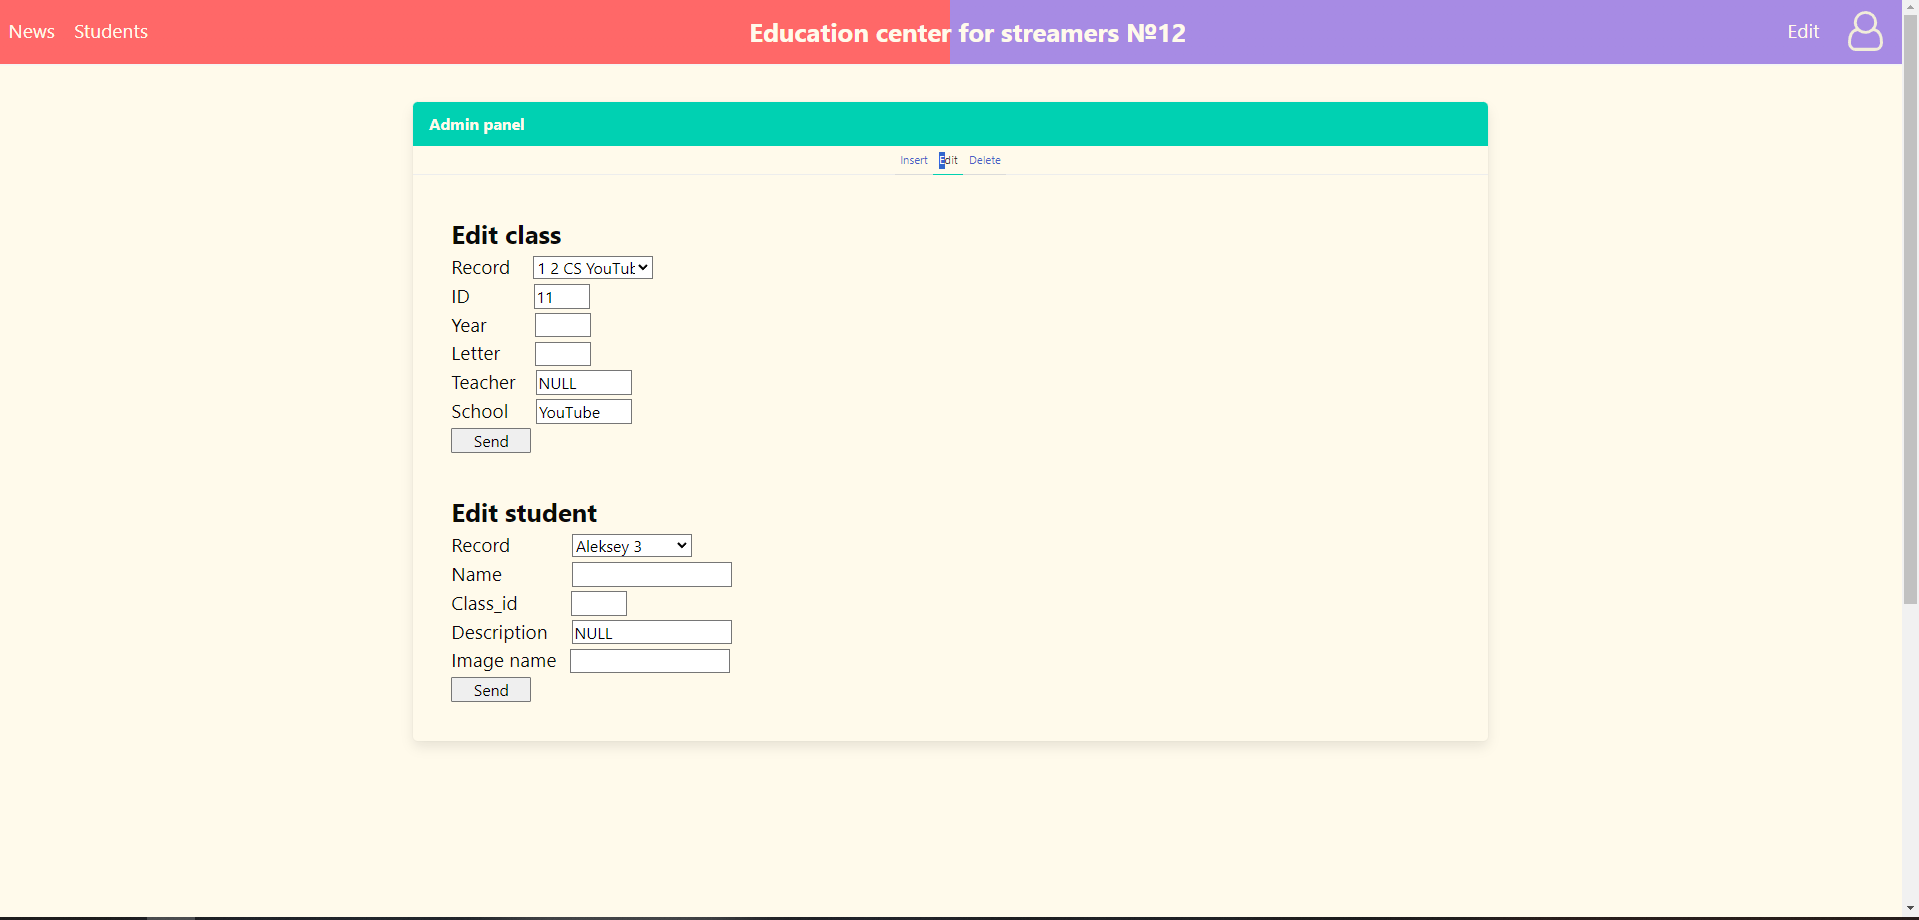 News Students Education center for streamers №12 Edit
Admin panel
Insert Edit Delete
Edit class
Record 1 2 CS YouTub
ID 11
Year
Letter
Teacher NULL
School YouTube
Send
Edit student
Record Aleksey 3
Name
Class_id
Description NULL
Image name
Send